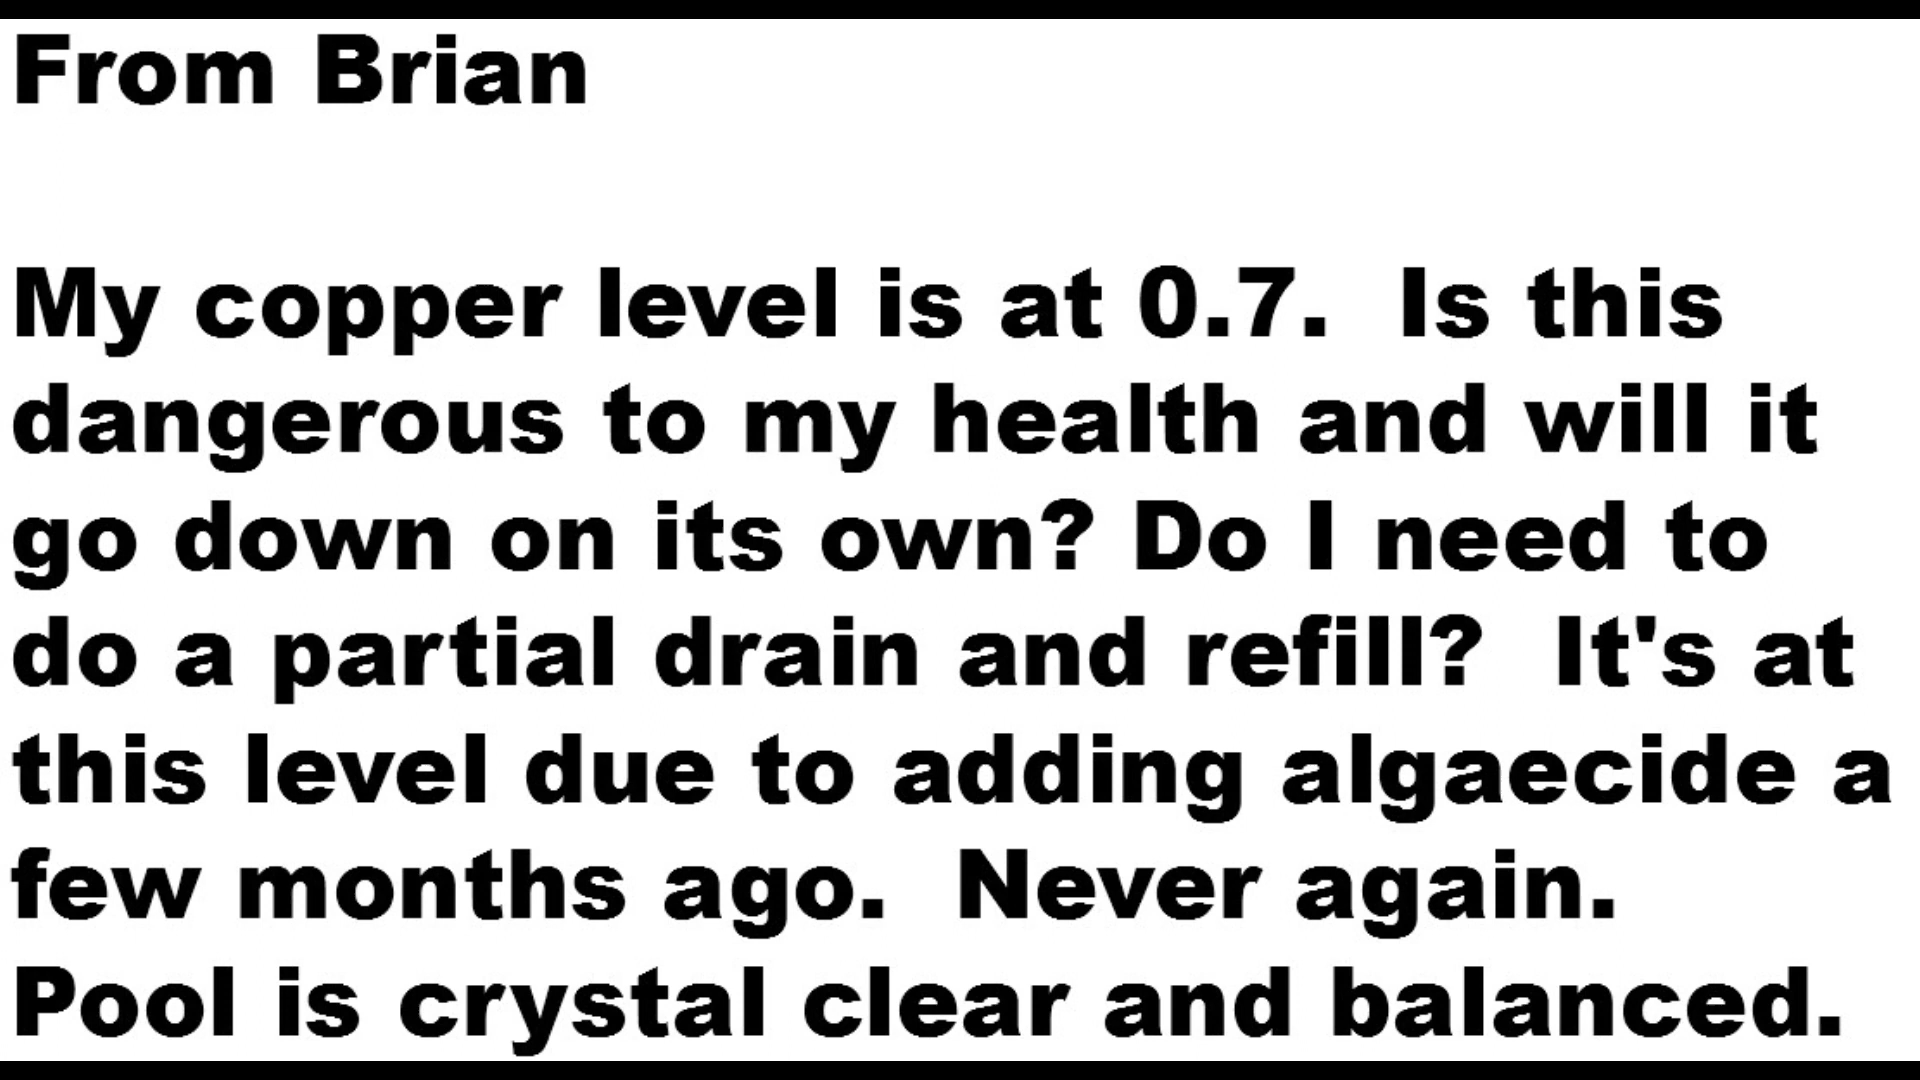 From Brian
My copper level is at 0.7.  Is this
dangerous to my health and will it
go down on its own? Do I need to
do a partial drain and refill?  It's at
this level due to adding algaecide a
few months ago.  Never again.
Pool is crystal clear and balanced.